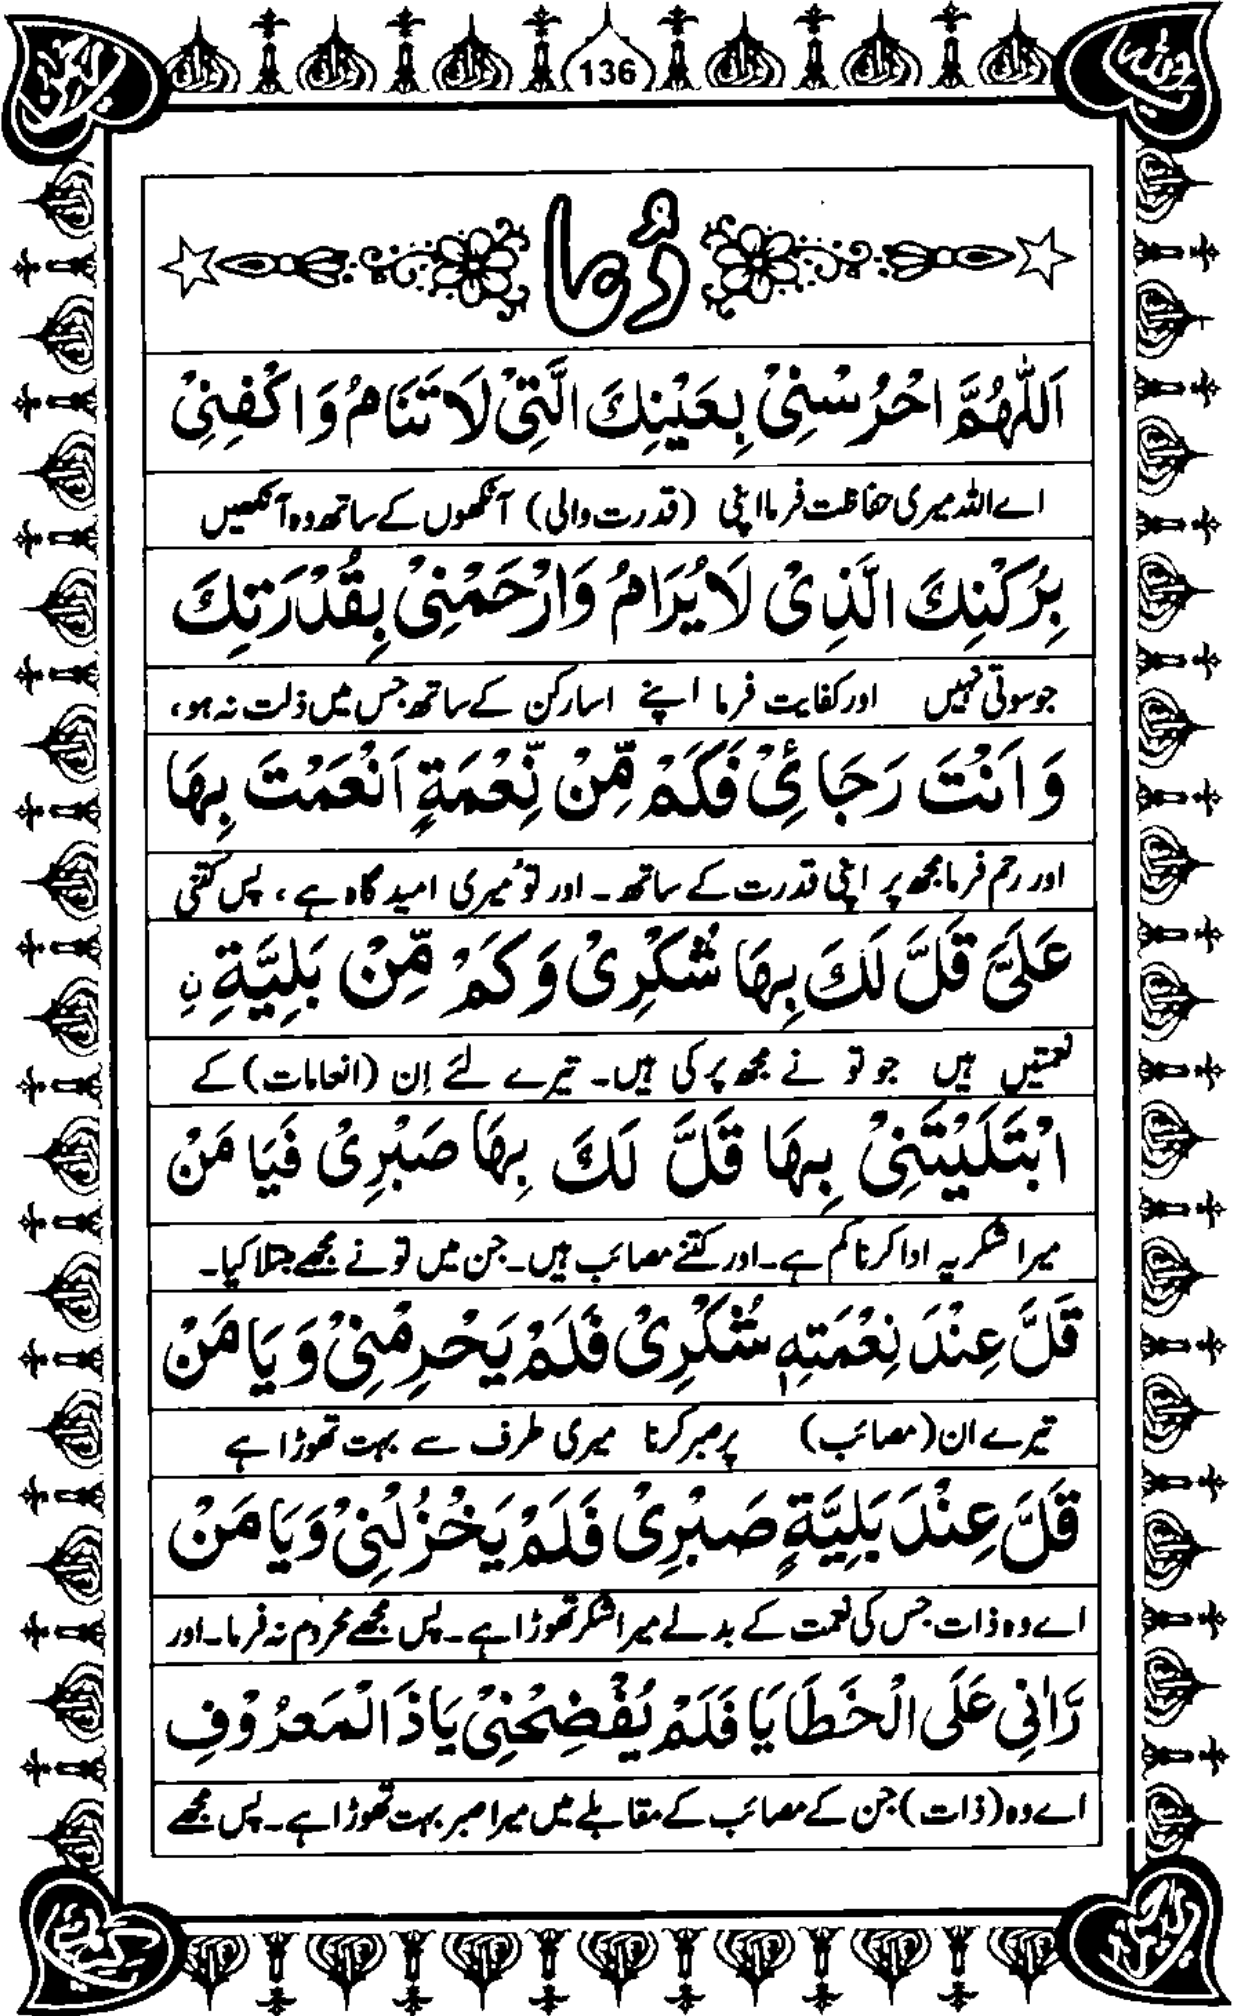 136
دُعا
اَللّٰهُمَّ احْرُسْنِیْ بِعَیْنِكَ الَّتِیْ لَا تَنَامُ وَاكْفِنِیْ
اے اللہ میری حفاظت فرما اپنی (قدرت والی) آنکھوں کے ساتھ وہ آنکھیں
بِرُكْنِكَ الَّذِیْ لَا یُرَامُ وَارْحَمْنِیْ بِقُدْرَتِكَ
جو سوتی نہیں اور کفایت فرما اپنے اسارکن کے ساتھ جس میں ذلت نہ ہو،
وَاَنْتَ رَجَائِیْ فَكَمْ مِّنْ نِّعْمَةٍ اَنْعَمْتَ بِهَا
اور رحم فرما مجھ پر اپنی قدرت کے ساتھ۔ اور تُو میری امید گاہ ہے، پس کتنی
عَلَیَّ قَلَّ لَكَ بِهَا شُكْرِیْ وَكَمْ مِّنْ بَلِیَّةِ نِ
نعمتیں ہیں جو تو نے مجھ پر کی ہیں۔ تیرے لئے اِن (انعامات) کے
ابْتَلَیْتَنِیْ بِهَا قَلَّ لَكَ بِهَا صَبْرِیْ فَیَا مَنْ
میرا شکریہ ادا کرنا کم ہے۔ اور کتنے مصائب ہیں۔ جن میں تو نے مجھے مبتلا کیا۔
قَلَّ عِنْدَ نِعْمَتِهٖ شُكْرِیْ فَلَمْ یَحْرِمْنِیْ وَیَا مَنْ
تیرے ان (مصائب) پر صبر کرنا میری طرف سے بہت تھوڑا ہے
قَلَّ عِنْدَ بَلِیَّةٍ صَبْرِیْ فَلَمْ یَخْزُلْنِیْ وَیَا مَنْ
اے وہ ذات جس کی نعمت کے بدلے میرا شکر تھوڑا ہے۔ پس مجھے محروم نہ فرما۔ اور
رَّاٰنِیْ عَلَی الْخَطَایَا فَلَمْ یُفْضِحْنِیْ یَا ذَا الْمَعْرُوْفِ
اے وہ (ذات) جن کے مصائب کے مقابلے میں میرا صبر بہت تھوڑا ہے۔ پس مجھے